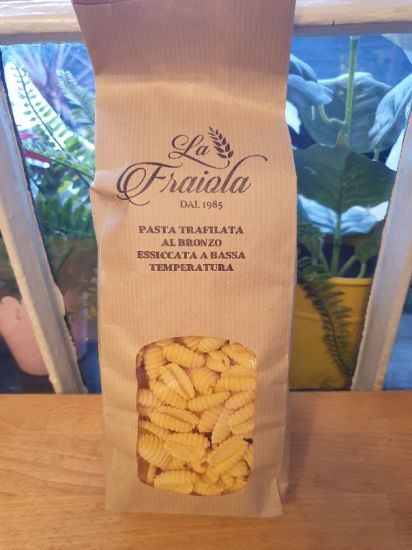 La
Fraiola
DAL 1985
PASTA TRAFILATA
AL BRONZO
ESSICCATA A BASSA
TEMPERATURA